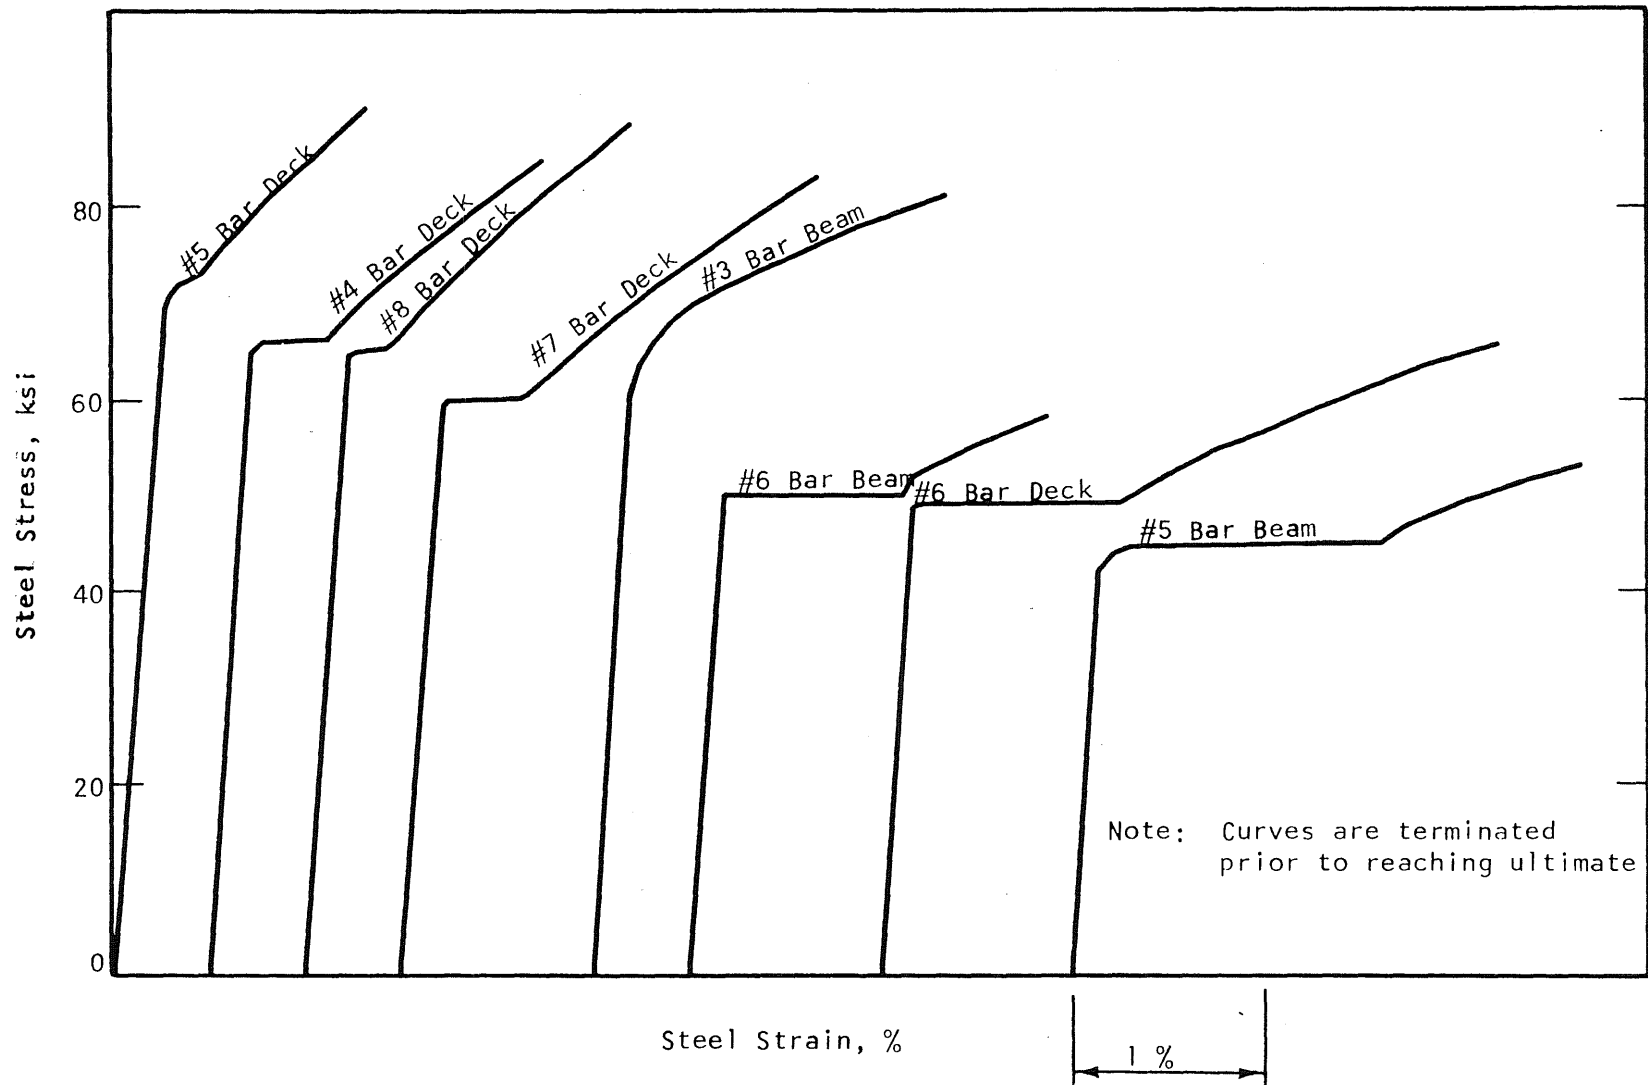 80
60
40
20
0
Steel Stress, ksi
#5 Bar Deck
#4 Bar Deck
#8 Bar Deck
#7 Bar Deck
#3 Bar Beam
#6 Bar Beam
#6 Bar Deck
#5 Bar Beam
Note: Curves are terminated
prior to reaching ultimate
Steel Strain, %
1 %